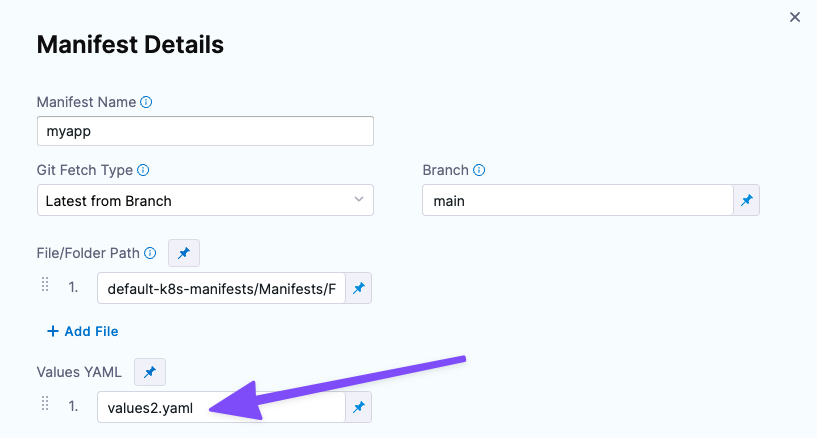 Manifest Details
Manifest Name
myapp
Git Fetch Type
Branch
Latest from Branch
main
File/Folder Path
1.
default-k8s-manifests/Manifests/F
+ Add File
Values YAML
1.
values2.yaml